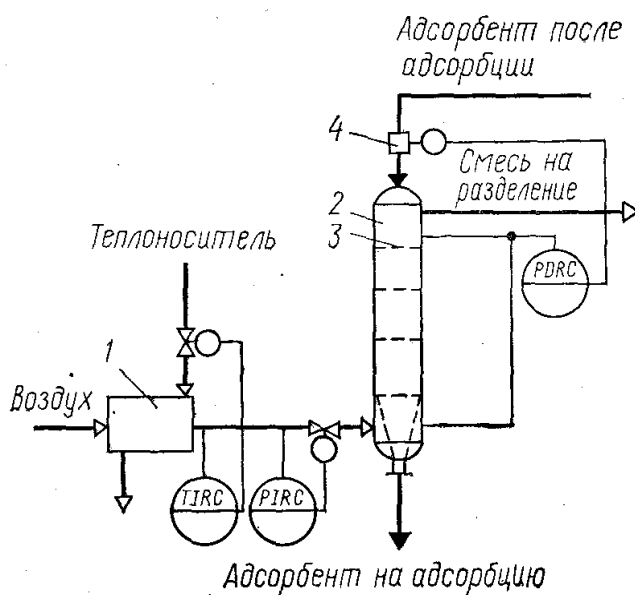 Адсорбент после
адсорбции
4
Смесь на
разделение
2
3
Теплоноситель
PDRC
1
Воздух
TIRC
PIRC
Адсорбент на адсорбцию